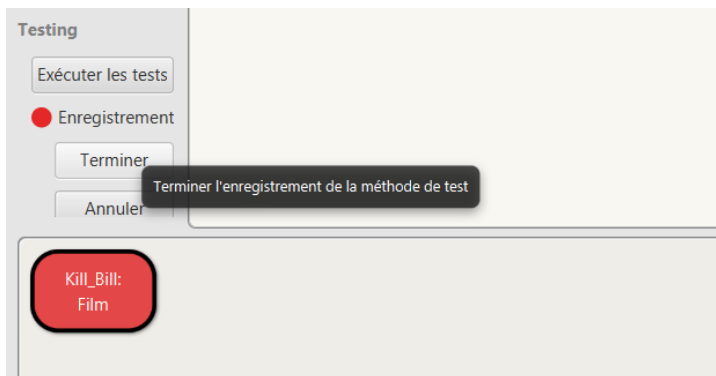 Testing
Exécuter les tests
Enregistrement
Terminer
Terminer l'enregistrement de la méthode de test
Annuler
Kill_Bill:
Film